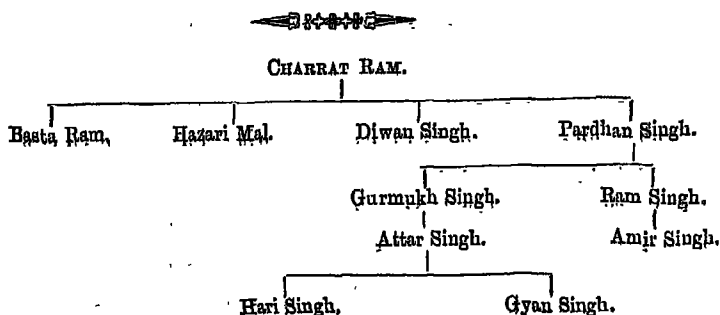 CHARRAT RAM.
Basta Ram, Hazari Mal. Diwan Singh. Pardhan Singh.
Gurmukh Singh. Ram Singh.
Attar Singh. Amir Singh.
Hari Singh, Gyan Singh.